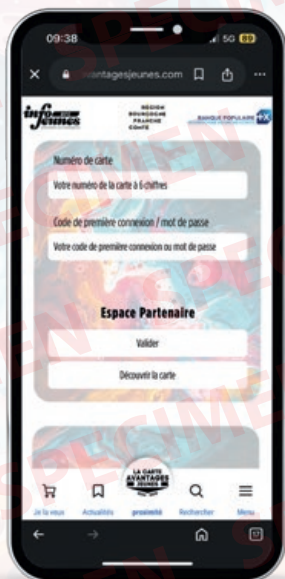 09:38
5G 89
vantagesjeunes.com
info jeunes
RÉGION
BOURGOGNE
FRANCHE
COMTÉ
BANQUE POPULAIRE
Numéro de carte
Votre numéro de la carte à 6 chiffres
Code de première connexion / mot de passe
Votre code de première connexion ou mot de passe
Espace Partenaire
Valider
Découvrir la carte
LA CARTE
AVANTAGES
JEUNES
Je la veux
Actualités
proximité
Rechercher
Menu
SPECIMEN